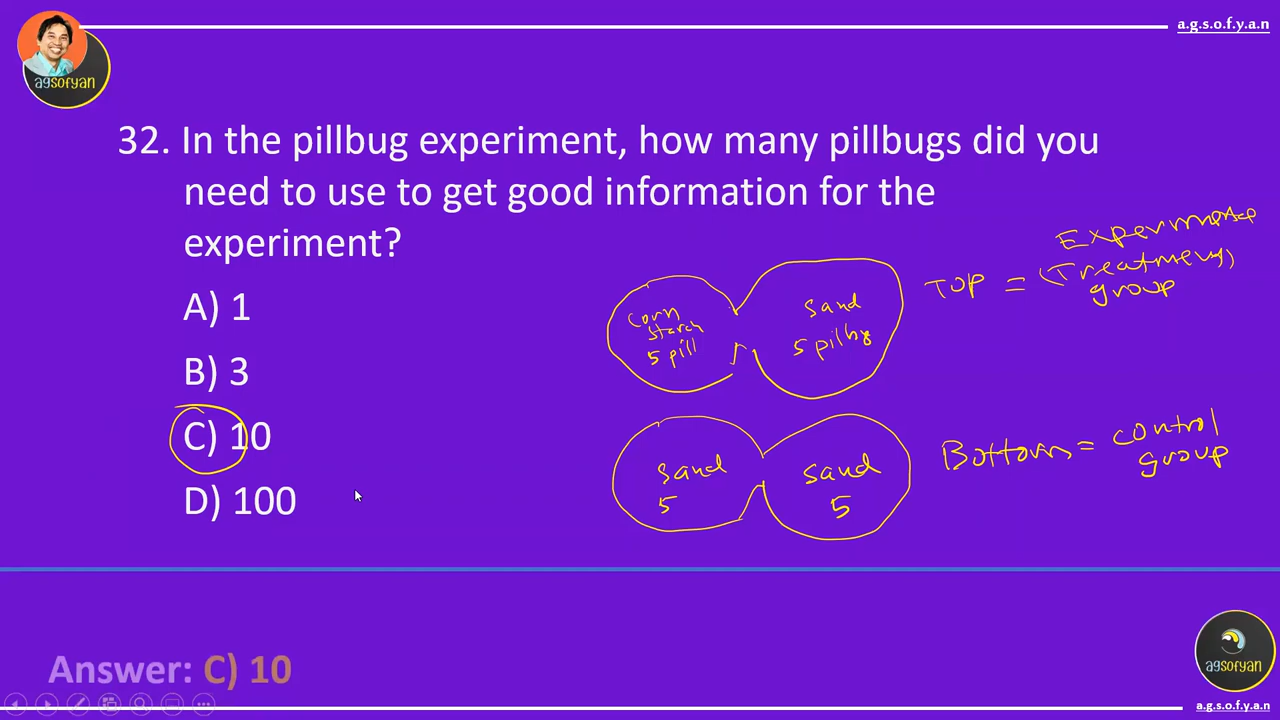 a.g.s.o.f.y.a.n
agsofyan
32. In the pillbug experiment, how many pillbugs did you
need to use to get good information for the
experiment?
A) 1
B) 3
C) 10
D) 100
corn
starch
5 pill
sand
5 pilby
TOP = (Treatment)
group
sand
5
sand
5
Bottom = control
group
Answer: C) 10
agsofyan
a.g.s.o.f.y.a.n